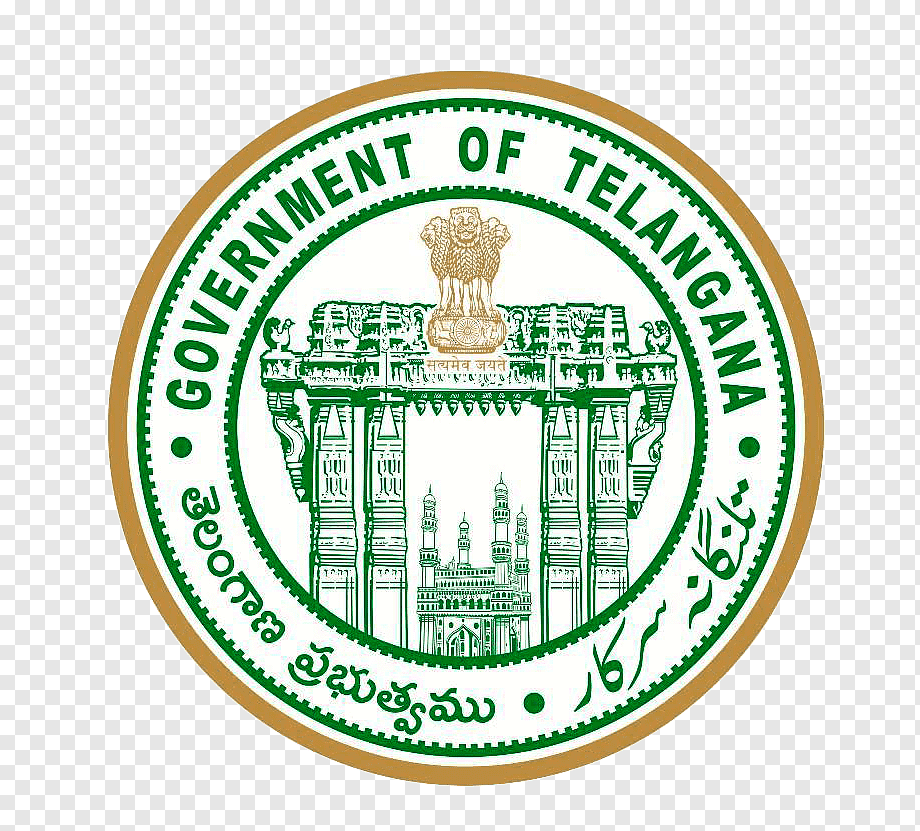 GOVERNMENT OF TELANGANA
सत्यमेव जयते
తెలంగాణ ప్రభుత్వము
تلنگانہ سرکار